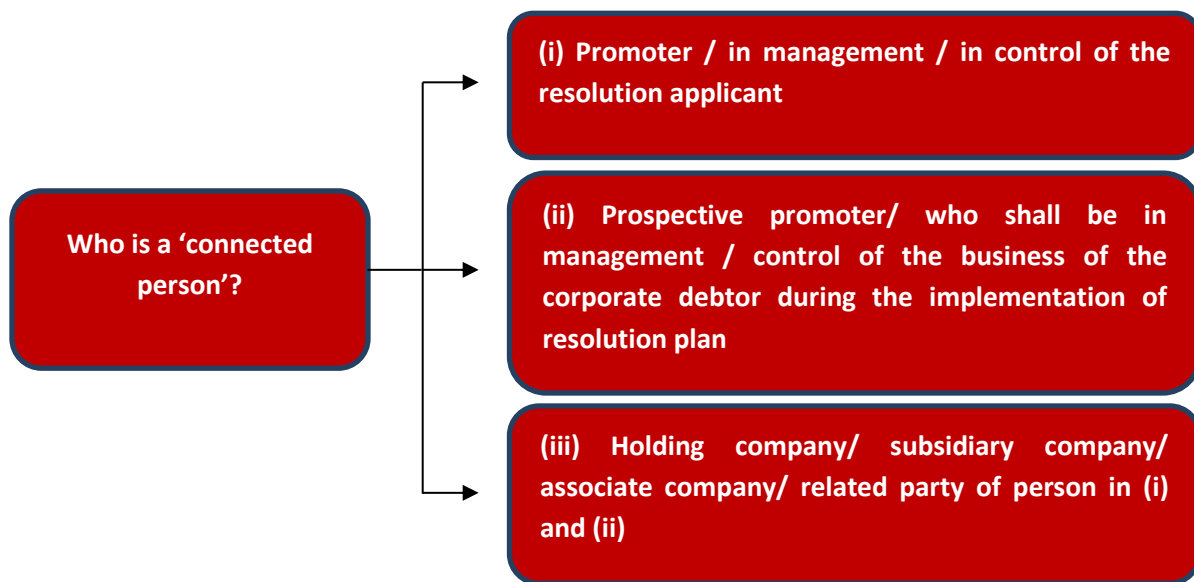 Who is a ‘connected
person’?
(i) Promoter / in management / in control of the
resolution applicant
(ii) Prospective promoter/ who shall be in
management / control of the business of the
corporate debtor during the implementation of
resolution plan
(iii) Holding company/ subsidiary company/
associate company/ related party of person in (i)
and (ii)